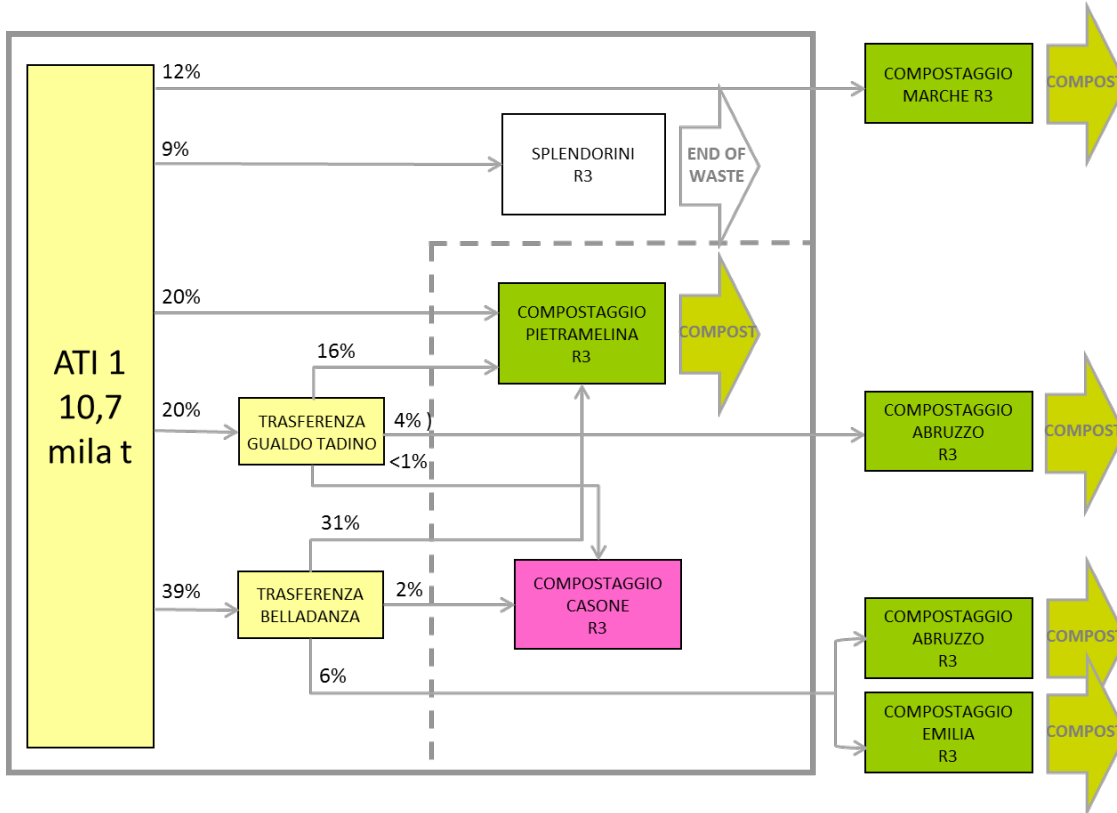 12%
COMPOSTAGGIO
MARCHE R3
COMPOST
9%
SPLENDORINI
R3
END OF
WASTE
ATI 1
10,7
mila t
20%
COMPOSTAGGIO
PIETRAMELINA
R3
COMPOST
16%
20%
TRASFERENZA
GUALDO TADINO
4% )
<1%
COMPOSTAGGIO
ABRUZZO
R3
COMPOST
31%
39%
TRASFERENZA
BELLADANZA
2%
COMPOSTAGGIO
CASONE
R3
6%
COMPOSTAGGIO
ABRUZZO
R3
COMPOST
COMPOSTAGGIO
EMILIA
R3
COMPOST